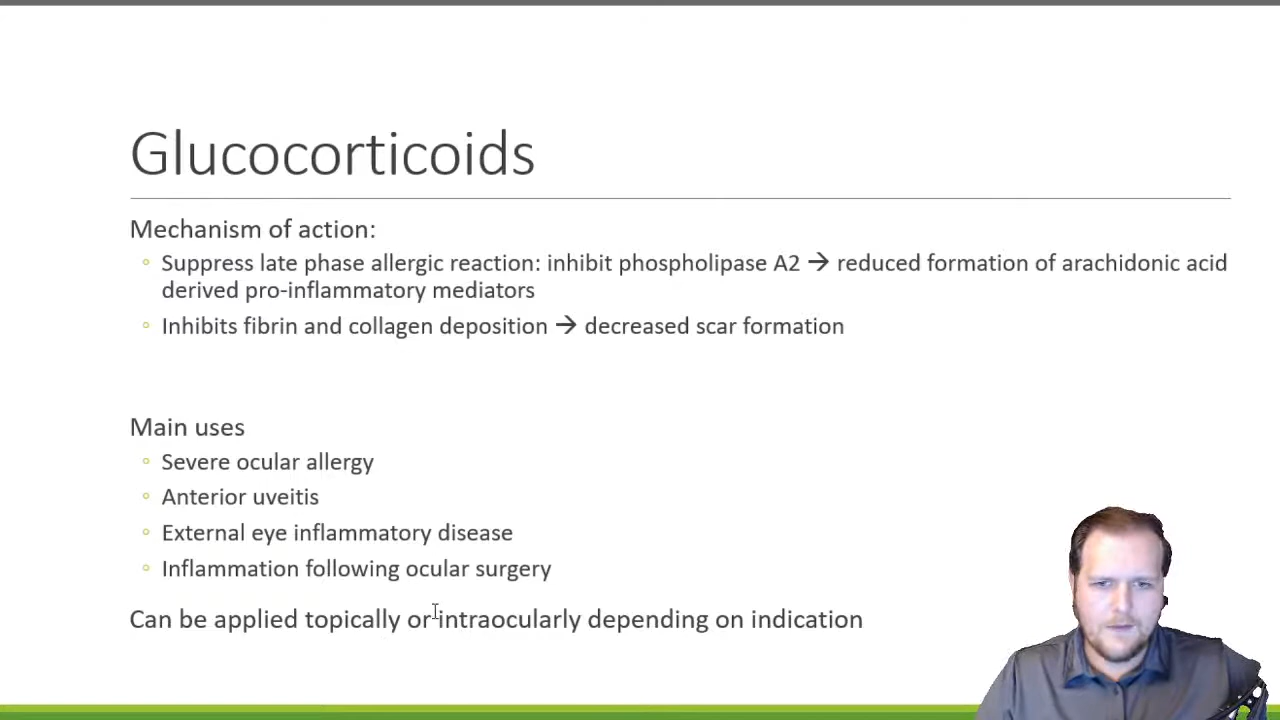 Glucocorticoids
Mechanism of action:
Suppress late phase allergic reaction: inhibit phospholipase A2 → reduced formation of arachidonic acid
derived pro-inflammatory mediators
Inhibits fibrin and collagen deposition → decreased scar formation
Main uses
Severe ocular allergy
Anterior uveitis
External eye inflammatory disease
Inflammation following ocular surgery
Can be applied topically or intraocularly depending on indication